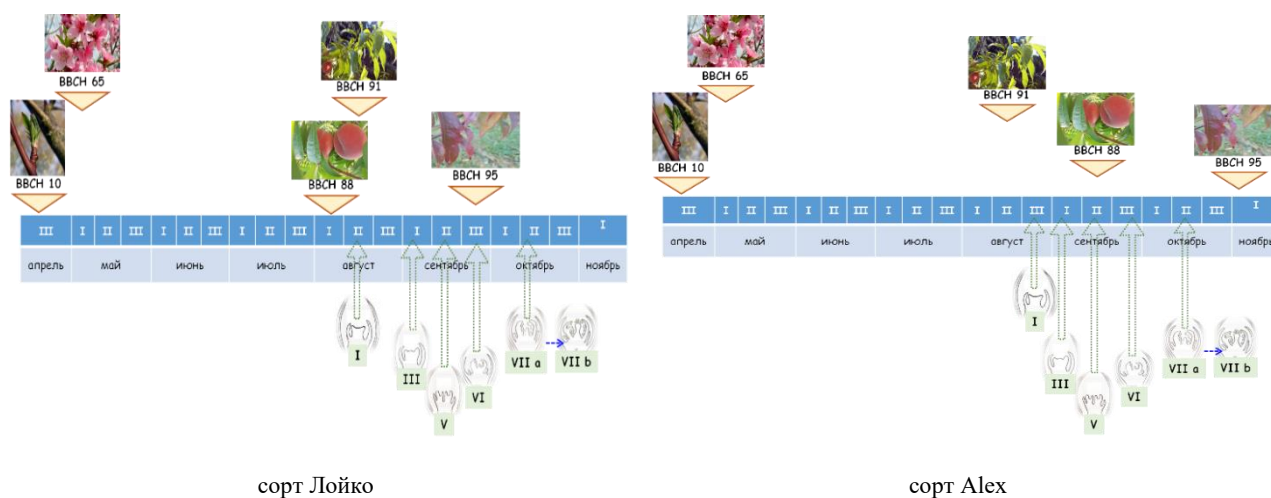 BBCH 65
BBCH 91
BBCH 10
BBCH 88
BBCH 95
III I II III I II III I II III I II III I II III I II III I
апрель май июнь июль август сентябрь октябрь ноябрь
I
III
V
VI
VII a
VII b
сорт Лойко
BBCH 65
BBCH 91
BBCH 10
BBCH 88
BBCH 95
III I II III I II III I II III I II III I II III I II III I
апрель май июнь июль август сентябрь октябрь ноябрь
I
III
V
VI
VII a
VII b
сорт Alex